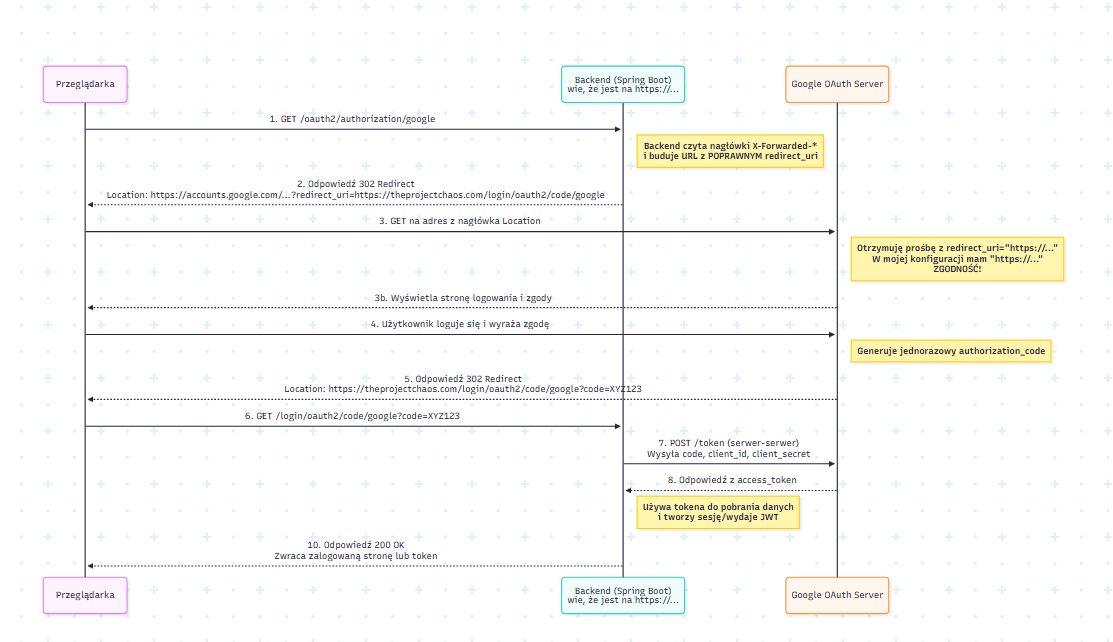 Przeglądarka
Backend (Spring Boot)
wie, że jest na https://...
Google OAuth Server
1. GET /oauth2/authorization/google
Backend czyta nagłówki X-Forwarded-*
i buduje URL z POPRAWNYM redirect_uri
2. Odpowiedź 302 Redirect
Location: https://accounts.google.com/...?redirect_uri=https://theprojectchaos.com/login/oauth2/code/google
3. GET na adres z nagłówka Location
Otrzymuję prośbę z redirect_uri="https://..."
W mojej konfiguracji mam "https://..."
ZGODNOŚĆ!
3b. Wyświetla stronę logowania i zgody
4. Użytkownik loguje się i wyraża zgodę
Generuje jednorazowy authorization_code
5. Odpowiedź 302 Redirect
Location: https://theprojectchaos.com/login/oauth2/code/google?code=XYZ123
6. GET /login/oauth2/code/google?code=XYZ123
7. POST /token (serwer-serwer)
Wysyła code, client_id, client_secret
8. Odpowiedź z access_token
Używa tokena do pobrania danych
i tworzy sesję/wydaje JWT
10. Odpowiedź 200 OK
Zwraca zalogowaną stronę lub token
Przeglądarka
Backend (Spring Boot)
wie, że jest na https://...
Google OAuth Server